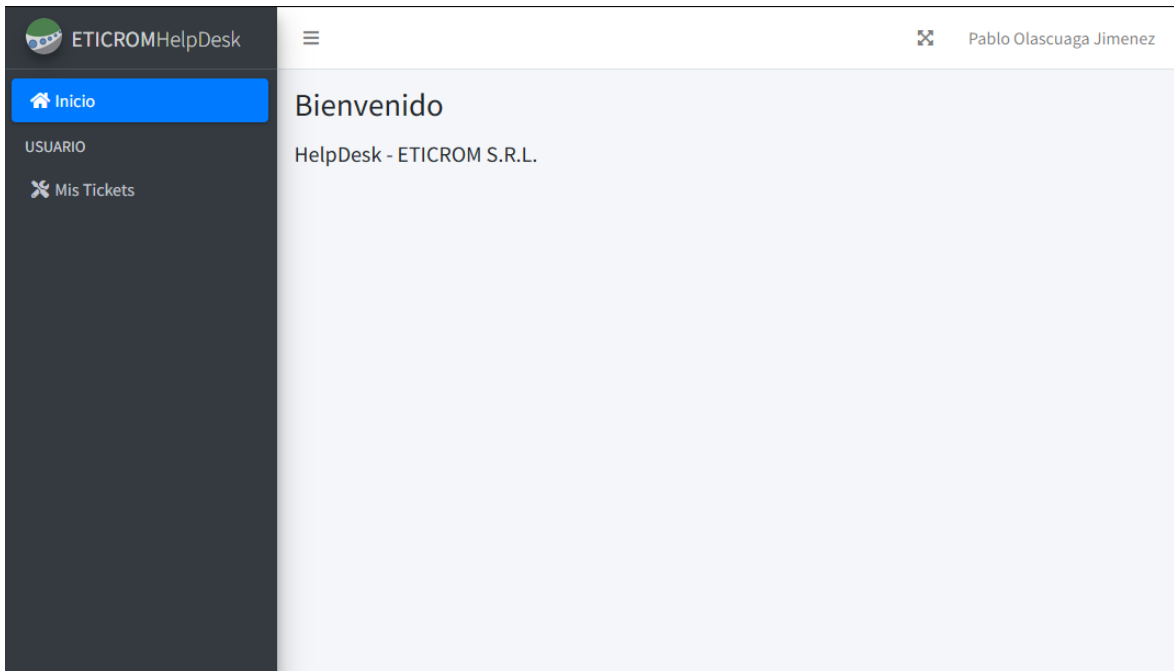 ETICROMHelpDesk
Pablo Olascuaga Jimenez
Inicio
USUARIO
Mis Tickets
Bienvenido
HelpDesk - ETICROM S.R.L.